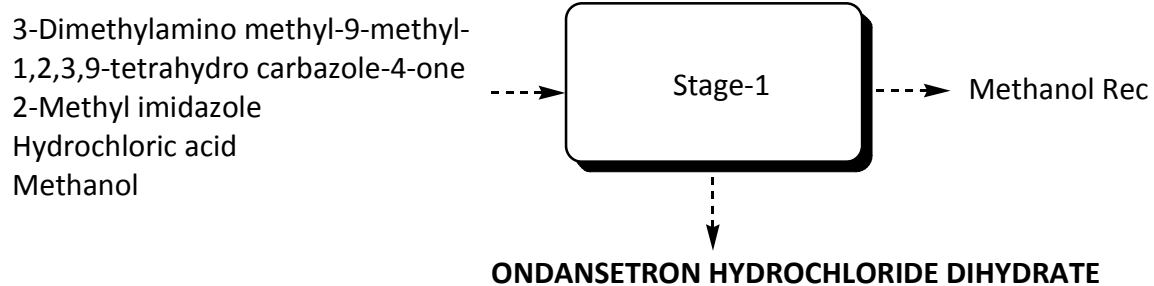 3-Dimethylamino methyl-9-methyl-
1,2,3,9-tetrahydro carbazole-4-one
2-Methyl imidazole
Hydrochloric acid
Methanol
Stage-1
Methanol Rec
ONDANSETRON HYDROCHLORIDE DIHYDRATE